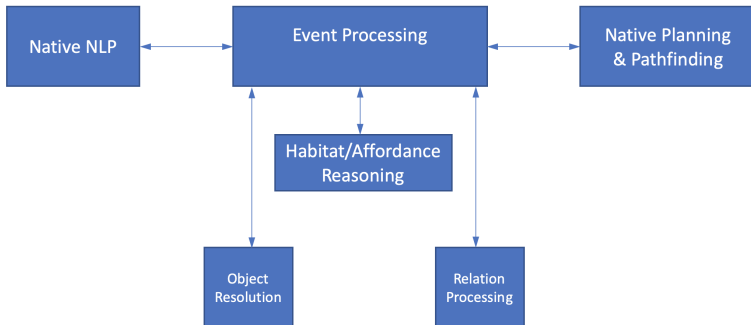 Native NLP
Event Processing
Native Planning
& Pathfinding
Habitat/Affordance
Reasoning
Object
Resolution
Relation
Processing